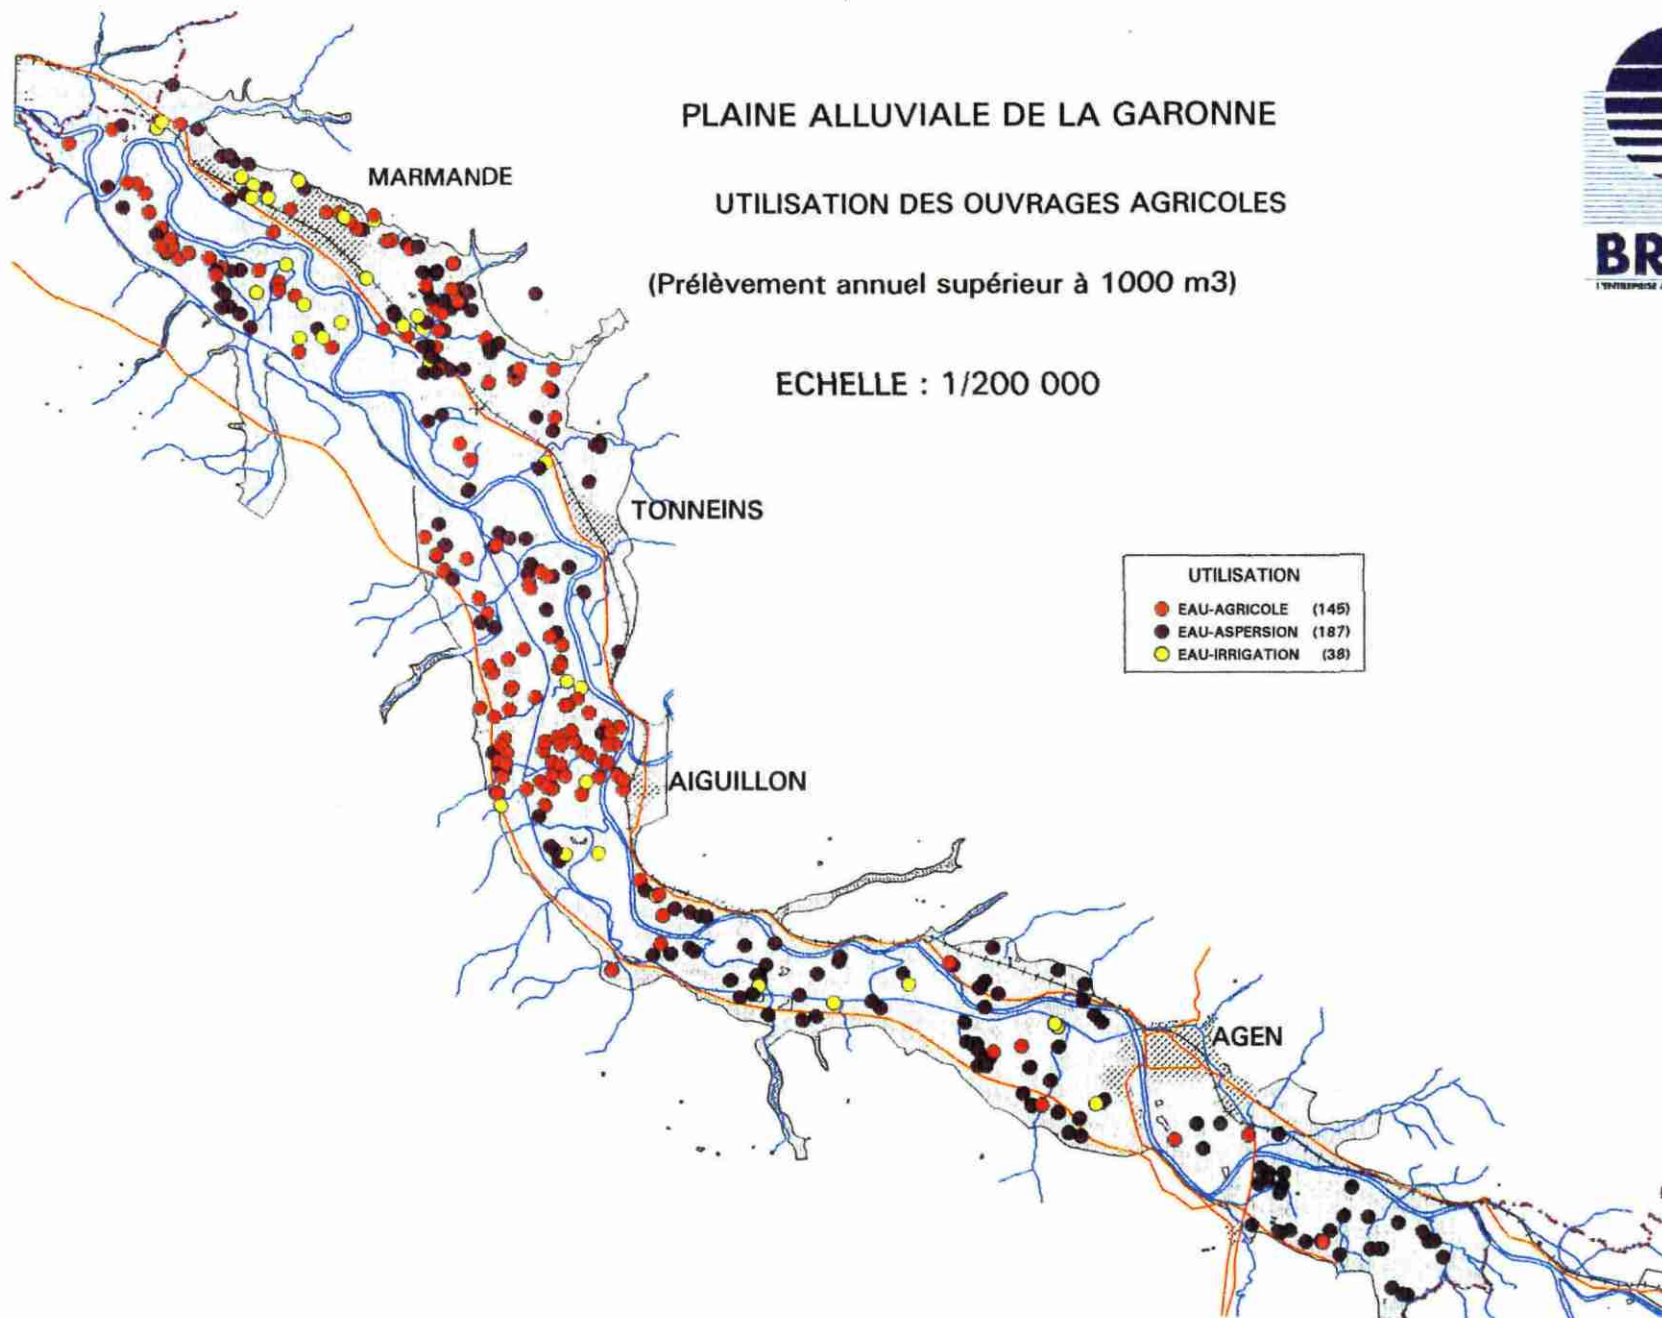 PLAINE ALLUVIALE DE LA GARONNE
UTILISATION DES OUVRAGES AGRICOLES
(Prélèvement annuel supérieur à 1000 m3)
ECHELLE : 1/200 000
BR
L'ENTREPRISE A
MARMANDE
TONNEINS
UTILISATION
EAU-AGRICOLE (145)
EAU-ASPERSION (187)
EAU-IRRIGATION (38)
AIGUILLON
AGEN